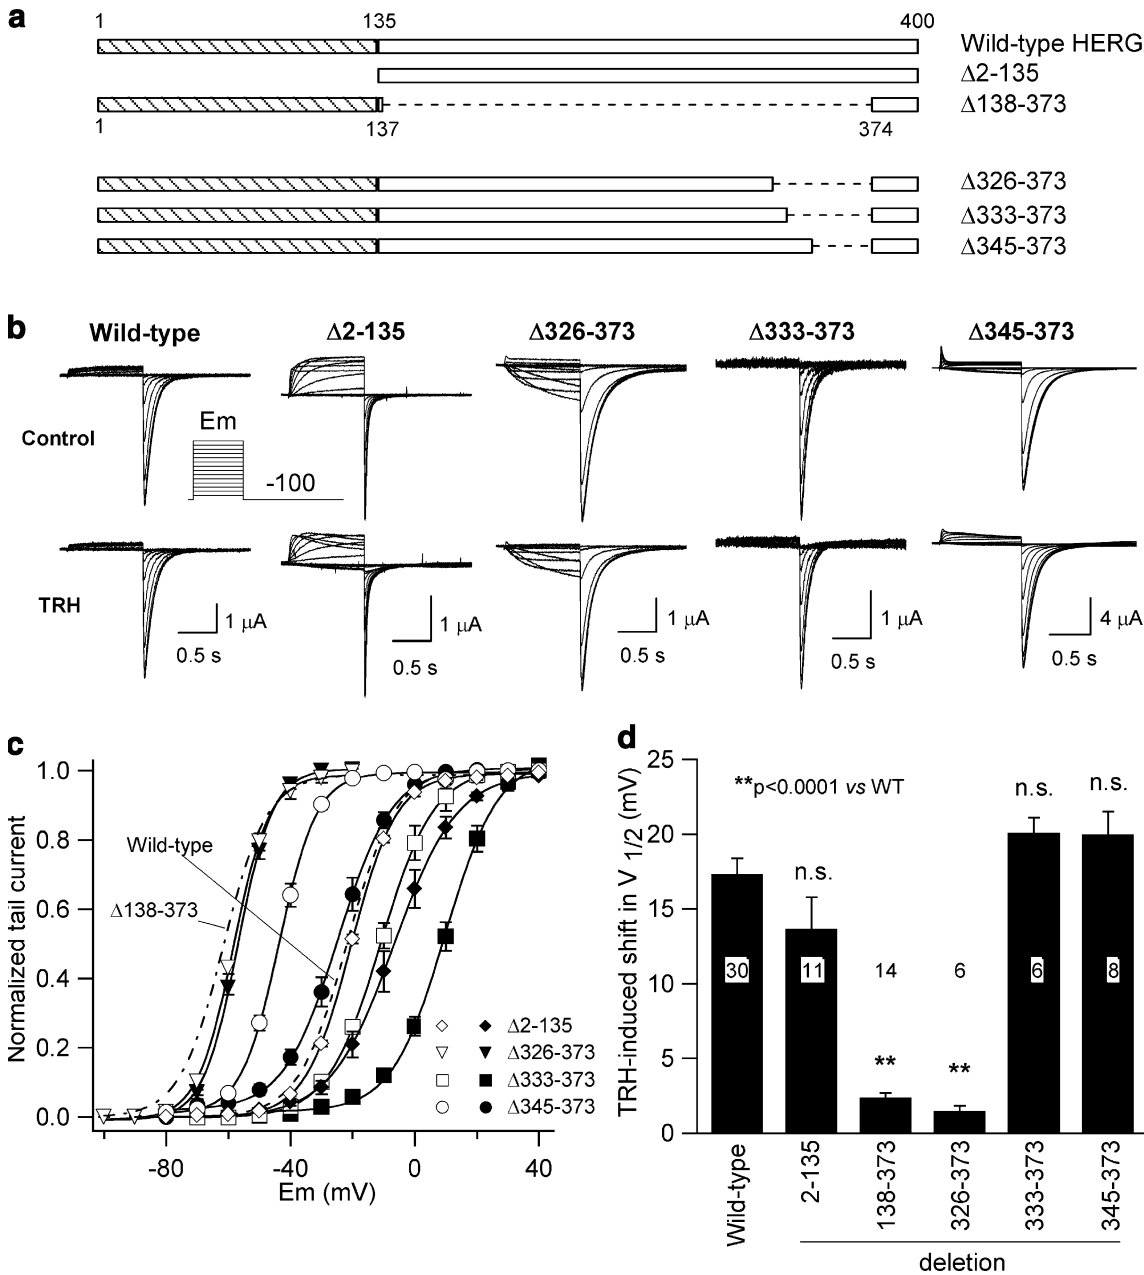 a
1 135 400
Wild-type HERG
Δ2-135
Δ138-373
1 137 374
Δ326-373
Δ333-373
Δ345-373
b
Wild-type Δ2-135 Δ326-373 Δ333-373 Δ345-373
Control
Em
-100
TRH
1 μA
0.5 s
1 μA
0.5 s
1 μA
0.5 s
1 μA
0.5 s
4 μA
0.5 s
c
Normalized tail current
1.0
0.8
0.6
0.4
0.2
0.0
Wild-type
Δ138-373
Δ2-135
Δ326-373
Δ333-373
Δ345-373
-80 -40 0 40
Em (mV)
d
TRH-induced shift in V 1/2 (mV)
25
20
15
10
5
0
**p<0.0001 vs WT
n.s. n.s. n.s.
30 11 14 6 6 8
** **
Wild-type
2-135
138-373
326-373
333-373
345-373
deletion